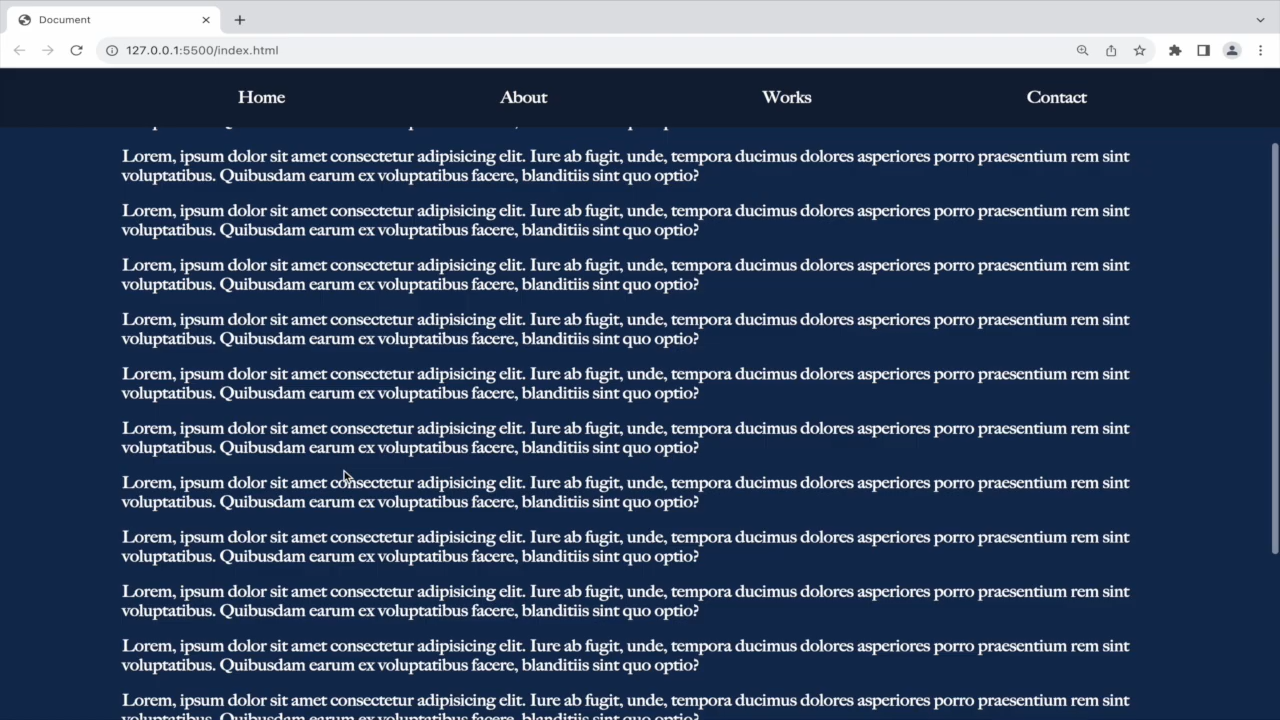 Document
127.0.0.1:5500/index.html
Home About Works Contact
Lorem, ipsum dolor sit amet consectetur adipisicing elit. Iure ab fugit, unde, tempora ducimus dolores asperiores porro praesentium rem sint
voluptatibus. Quibusdam earum ex voluptatibus facere, blanditiis sint quo optio?
Lorem, ipsum dolor sit amet consectetur adipisicing elit. Iure ab fugit, unde, tempora ducimus dolores asperiores porro praesentium rem sint
voluptatibus. Quibusdam earum ex voluptatibus facere, blanditiis sint quo optio?
Lorem, ipsum dolor sit amet consectetur adipisicing elit. Iure ab fugit, unde, tempora ducimus dolores asperiores porro praesentium rem sint
voluptatibus. Quibusdam earum ex voluptatibus facere, blanditiis sint quo optio?
Lorem, ipsum dolor sit amet consectetur adipisicing elit. Iure ab fugit, unde, tempora ducimus dolores asperiores porro praesentium rem sint
voluptatibus. Quibusdam earum ex voluptatibus facere, blanditiis sint quo optio?
Lorem, ipsum dolor sit amet consectetur adipisicing elit. Iure ab fugit, unde, tempora ducimus dolores asperiores porro praesentium rem sint
voluptatibus. Quibusdam earum ex voluptatibus facere, blanditiis sint quo optio?
Lorem, ipsum dolor sit amet consectetur adipisicing elit. Iure ab fugit, unde, tempora ducimus dolores asperiores porro praesentium rem sint
voluptatibus. Quibusdam earum ex voluptatibus facere, blanditiis sint quo optio?
Lorem, ipsum dolor sit amet consectetur adipisicing elit. Iure ab fugit, unde, tempora ducimus dolores asperiores porro praesentium rem sint
voluptatibus. Quibusdam earum ex voluptatibus facere, blanditiis sint quo optio?
Lorem, ipsum dolor sit amet consectetur adipisicing elit. Iure ab fugit, unde, tempora ducimus dolores asperiores porro praesentium rem sint
voluptatibus. Quibusdam earum ex voluptatibus facere, blanditiis sint quo optio?
Lorem, ipsum dolor sit amet consectetur adipisicing elit. Iure ab fugit, unde, tempora ducimus dolores asperiores porro praesentium rem sint
voluptatibus. Quibusdam earum ex voluptatibus facere, blanditiis sint quo optio?
Lorem, ipsum dolor sit amet consectetur adipisicing elit. Iure ab fugit, unde, tempora ducimus dolores asperiores porro praesentium rem sint
voluptatibus. Quibusdam earum ex voluptatibus facere, blanditiis sint quo optio?
Lorem, ipsum dolor sit amet consectetur adipisicing elit. Iure ab fugit, unde, tempora ducimus dolores asperiores porro praesentium rem sint